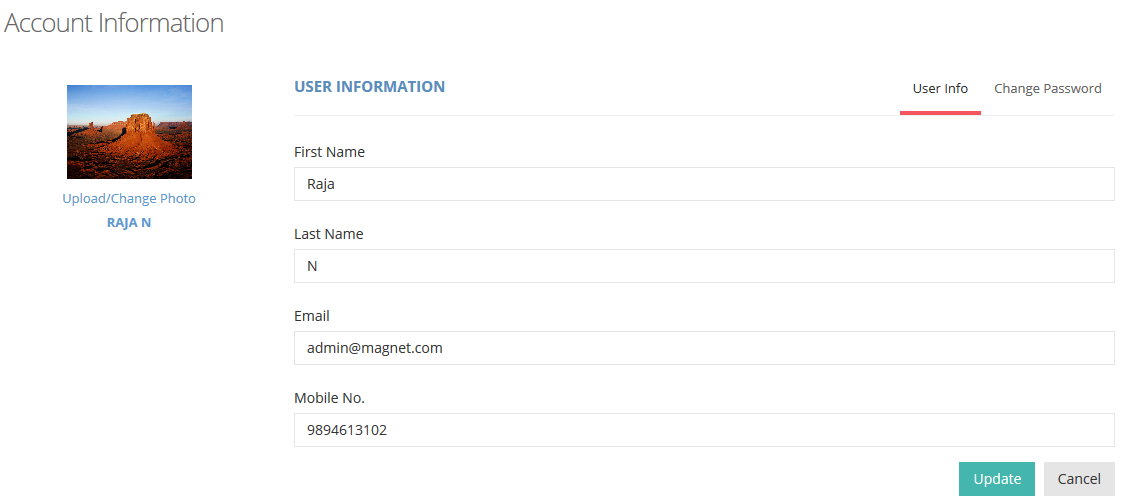 Account Information
Upload/Change Photo
RAJA N
USER INFORMATION
User Info
Change Password
First Name
Raja
Last Name
N
Email
admin@magnet.com
Mobile No.
9894613102
Update
Cancel